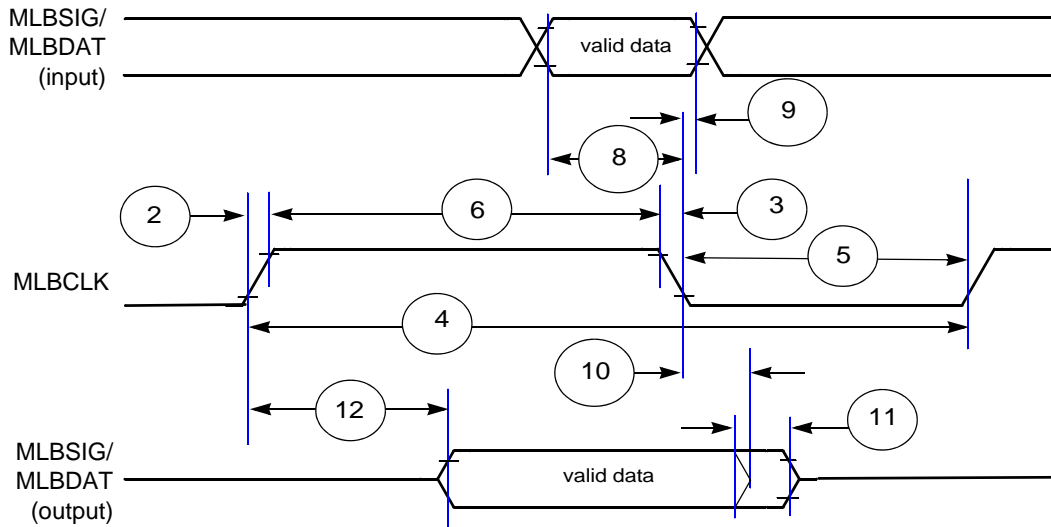 MLBSIG/
MLBDAT
(input)
valid data
9
8
2
6
3
5
MLBCLK
4
10
12
11
MLBSIG/
MLBDAT
(output)
valid data